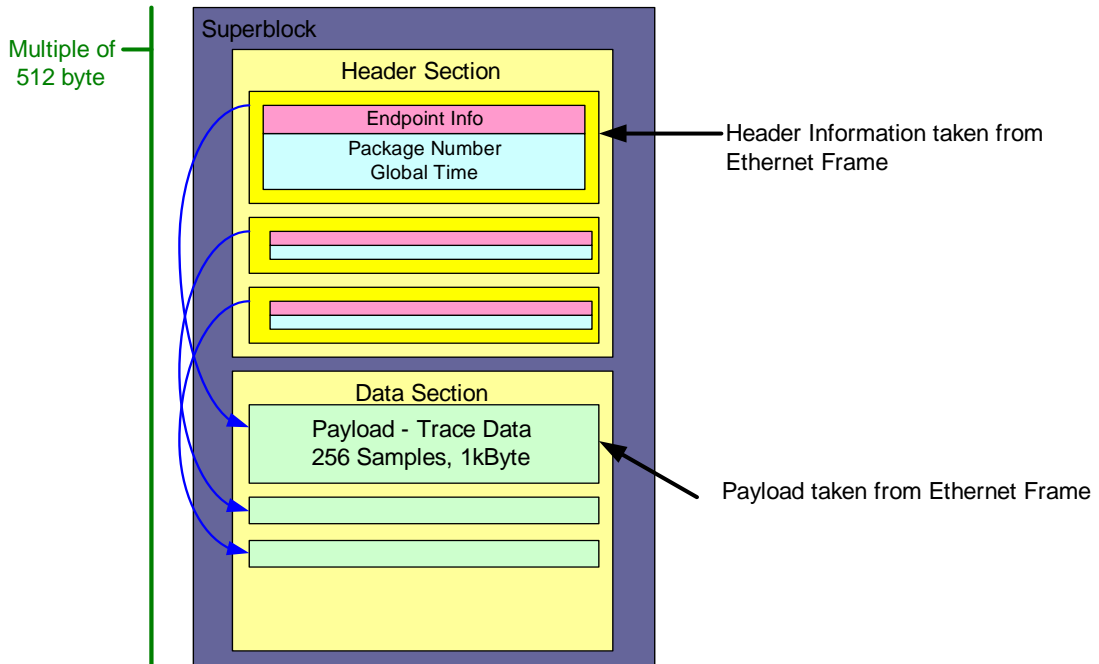 Superblock
Multiple of
512 byte
Header Section
Endpoint Info
Package Number
Global Time
Header Information taken from
Ethernet Frame
Data Section
Payload - Trace Data
256 Samples, 1kByte
Payload taken from Ethernet Frame